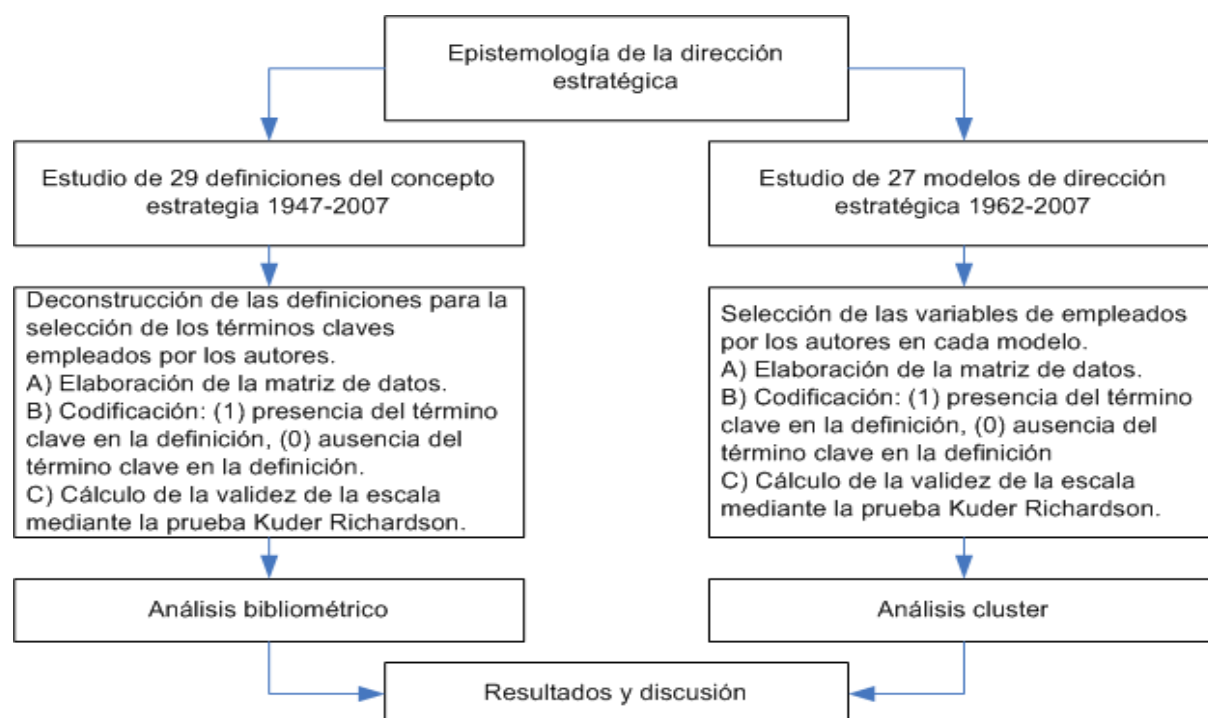 Epistemología de la dirección
estratégica
Estudio de 29 definiciones del concepto
estrategia 1947-2007
Estudio de 27 modelos de dirección
estratégica 1962-2007
Deconstrucción de las definiciones para la
selección de los términos claves
empleados por los autores.
A) Elaboración de la matriz de datos.
B) Codificación: (1) presencia del término
clave en la definición, (0) ausencia del
término clave en la definición.
C) Cálculo de la validez de la escala
mediante la prueba Kuder Richardson.
Selección de las variables de empleados
por los autores en cada modelo.
A) Elaboración de la matriz de datos.
B) Codificación: (1) presencia del término
clave en la definición, (0) ausencia del
término clave en la definición
C) Cálculo de la validez de la escala
mediante la prueba Kuder Richardson.
Análisis bibliométrico
Análisis cluster
Resultados y discusión